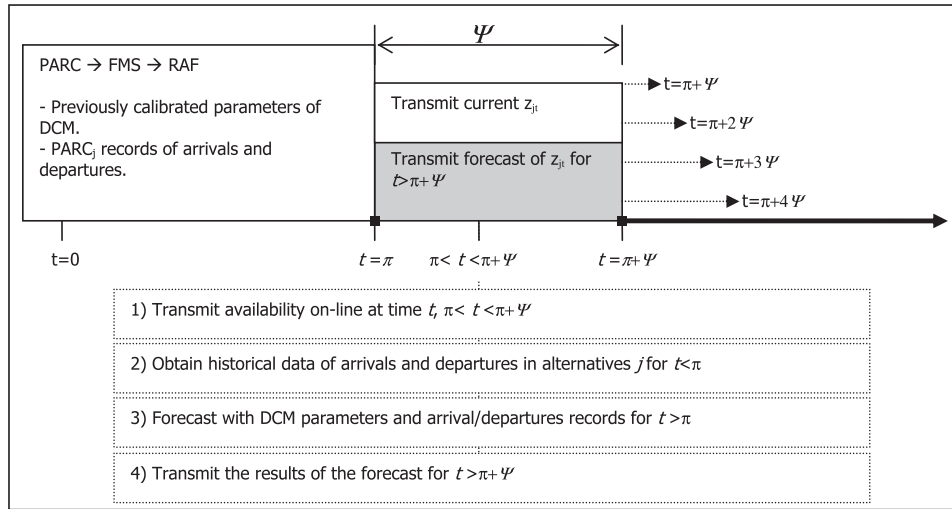 Ψ
PARC → FMS → RAF
- Previously calibrated parameters of
DCM.
- PARCj records of arrivals and
departures.
Transmit current zjt
Transmit forecast of zjt for
t>π+Ψ
t=π+Ψ
t=π+2Ψ
t=π+3Ψ
t=π+4Ψ
t=0
t=π
π< t <π+Ψ
t=π+Ψ
1) Transmit availability on-line at time t, π< t <π+Ψ
2) Obtain historical data of arrivals and departures in alternatives j for t<π
3) Forecast with DCM parameters and arrival/departures records for t >π
4) Transmit the results of the forecast for t >π+Ψ